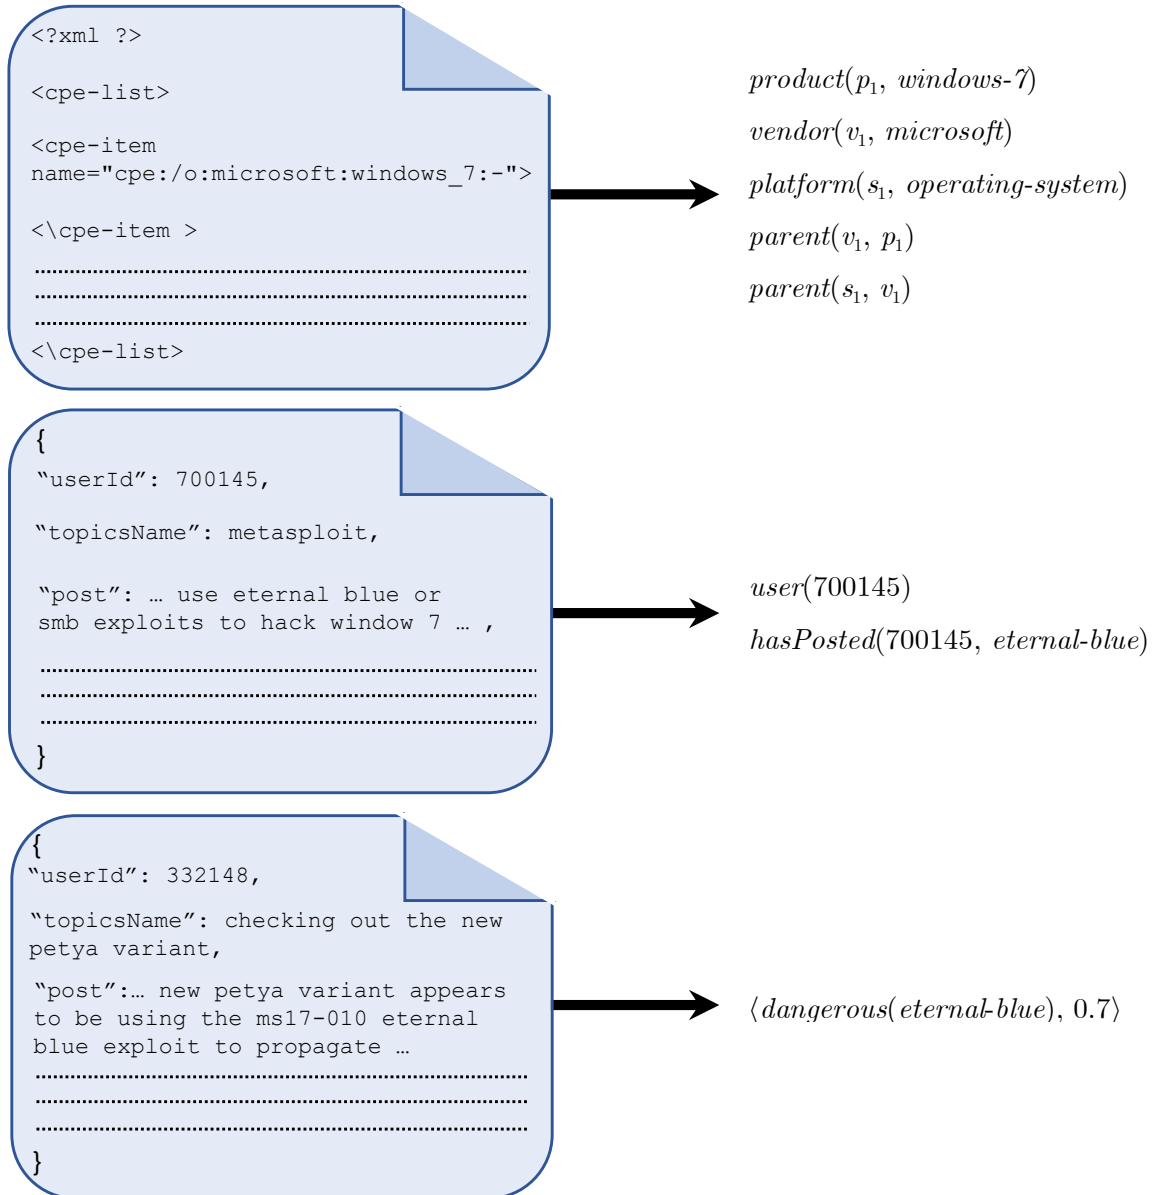 <?xml ?>
<cpe-list>
<cpe-item
name="cpe:/o:microsoft:windows_7:-">
<\cpe-item >
<\cpe-list>
product(p₁, windows-7)
vendor(v₁, microsoft)
platform(s₁, operating-system)
parent(v₁, p₁)
parent(s₁, v₁)
{
“userId”: 700145,
“topicsName”: metasploit,
“post”: … use eternal blue or
smb exploits to hack window 7 … ,
}
user(700145)
hasPosted(700145, eternal-blue)
{
“userId”: 332148,
“topicsName”: checking out the new
petya variant,
“post”:… new petya variant appears
to be using the ms17-010 eternal
blue exploit to propagate …
}
⟨dangerous(eternal-blue), 0.7⟩